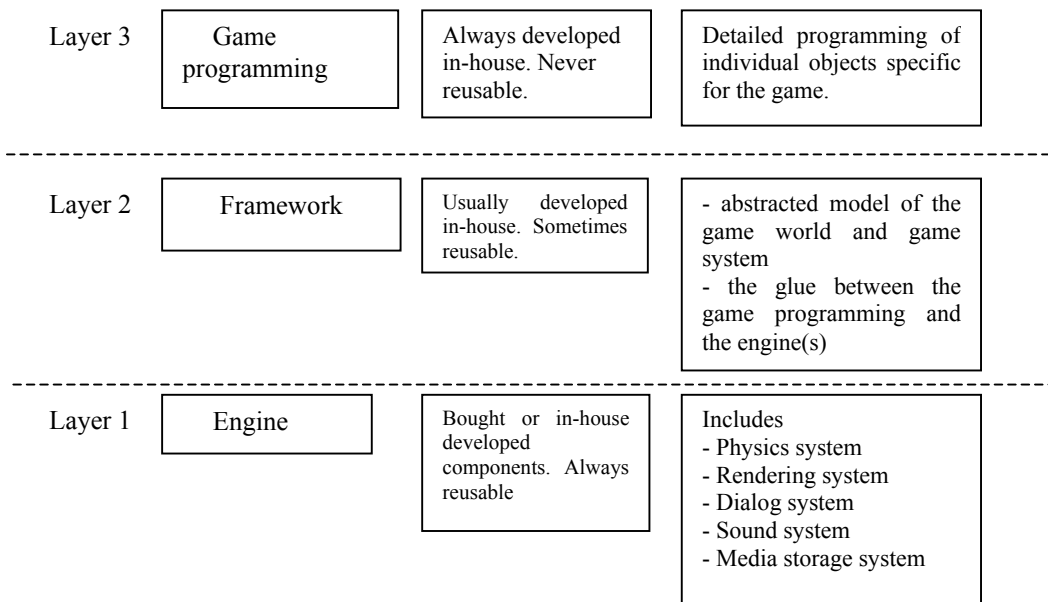 Layer 3
Game
programming
Always developed
in-house. Never
reusable.
Detailed programming of
individual objects specific
for the game.
Layer 2
Framework
Usually developed
in-house. Sometimes
reusable.
- abstracted model of the
game world and game
system
- the glue between the
game programming and
the engine(s)
Layer 1
Engine
Bought or in-house
developed
components. Always
reusable
Includes
- Physics system
- Rendering system
- Dialog system
- Sound system
- Media storage system